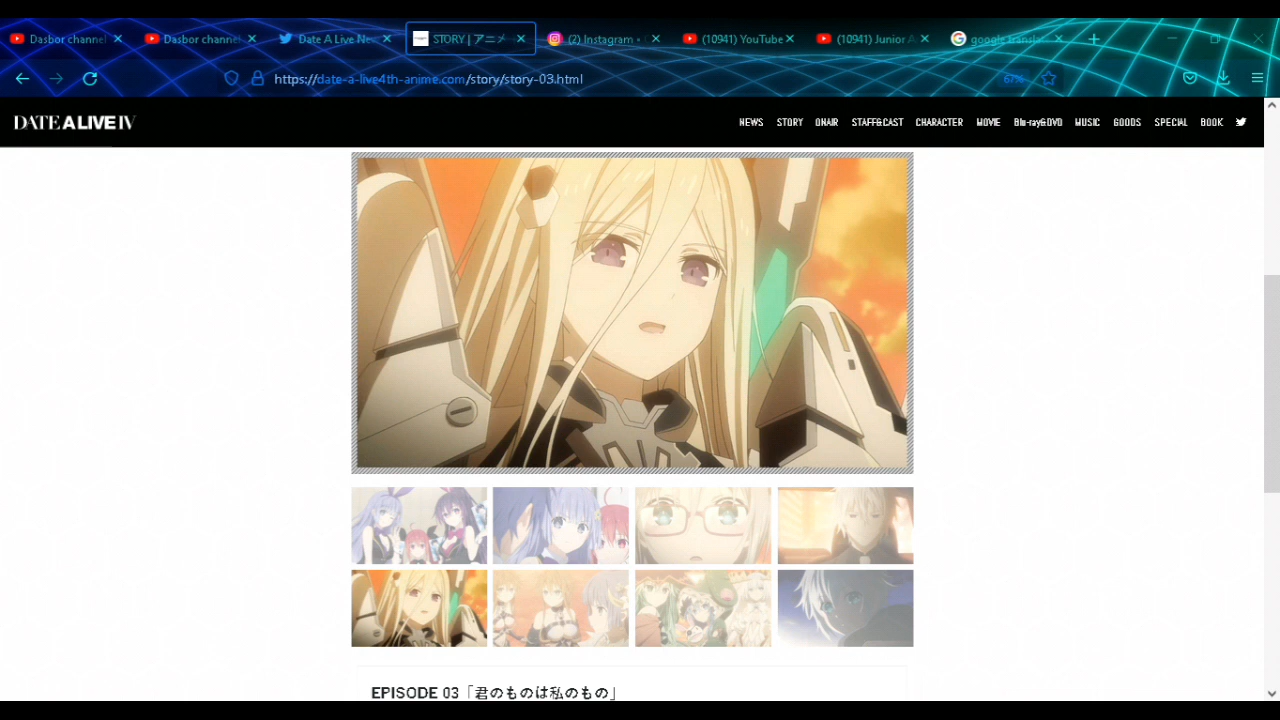 Dasbor channel
Dasbor channel
Date A Live Ne
STORY | アニメ
(2) Instagram •
(10941) YouTube
(10941) Junior A
google transla
https://date-a-live4th-anime.com/story/story-03.html
67%
DATE A LIVE IV
NEWS STORY ONAIR STAFF&CAST CHARACTER MOVIE Blu-ray&DVD MUSIC GOODS SPECIAL BOOK
EPISODE 03「君のものは私のもの」